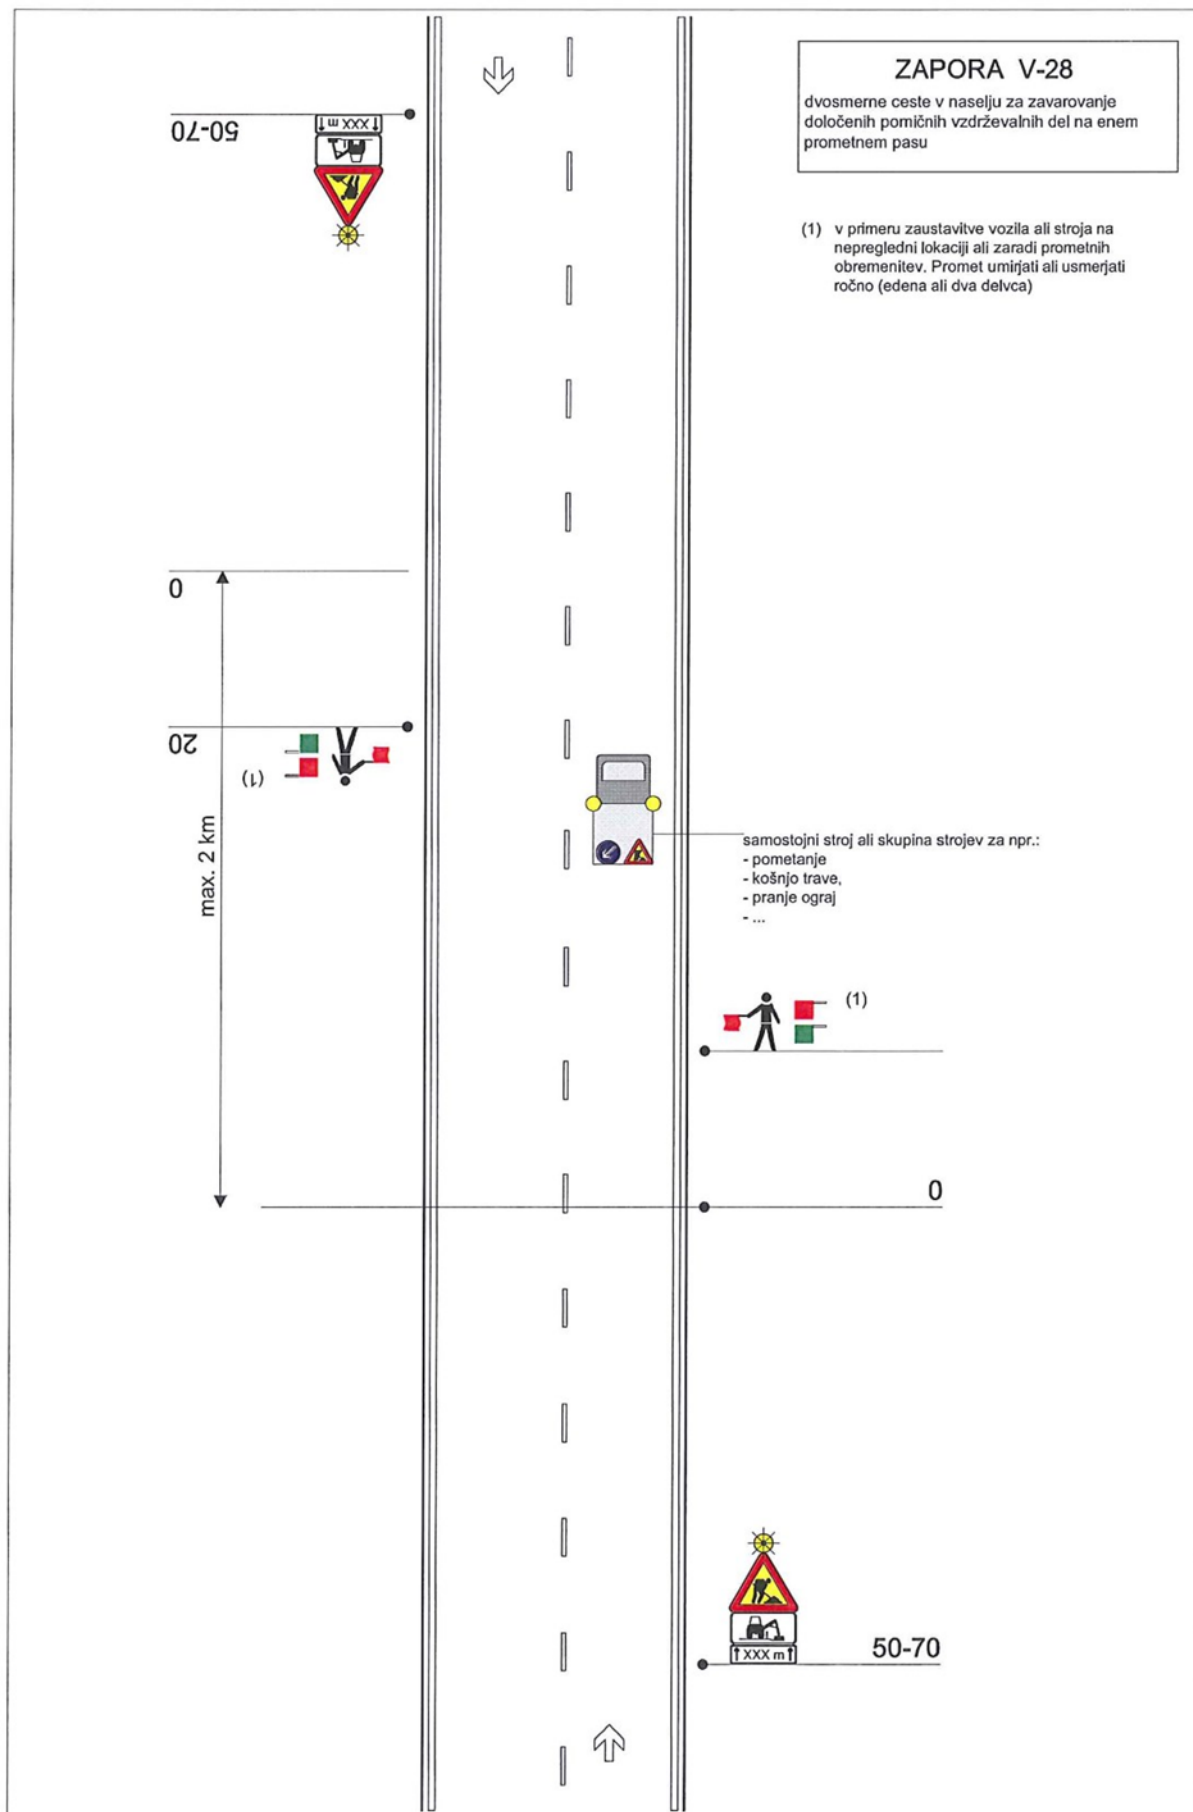 ZAPORA V-28
dvosmerne ceste v naselju za zavarovanje
določenih pomičnih vzdrževalnih del na enem
prometnem pasu
50-70
↑ XXX m ↑
(1) v primeru zaustavitve vozila ali stroja na
nepregledni lokaciji ali zaradi prometnih
obremenitev. Promet umirjati ali usmerjati
ročno (edena ali dva delvca)
0
20
(1)
max. 2 km
samostojni stroj ali skupina strojev za npr.:
- pometanje
- košnjo trave,
- pranje ograj
- ...
(1)
0
50-70
↑ XXX m ↑